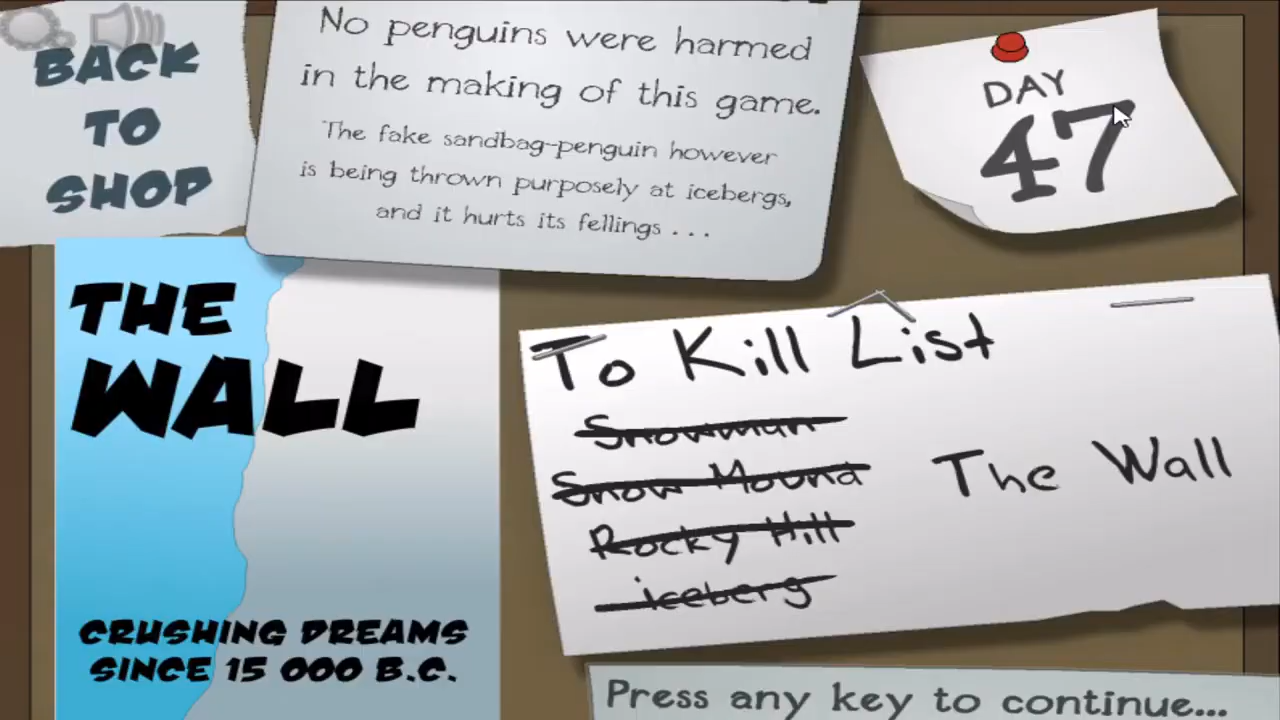 BACK
TO
SHOP
No penguins were harmed
in the making of this game.
The fake sandbag-penguin however
is being thrown purposely at icebergs,
and it hurts its fellings . . .
DAY
47
THE
WALL
CRUSHING DREAMS
SINCE 15 000 B.C.
To Kill List
Snowman
Snow Mound
Rocky Hill
iceberg
The Wall
Press any key to continue...